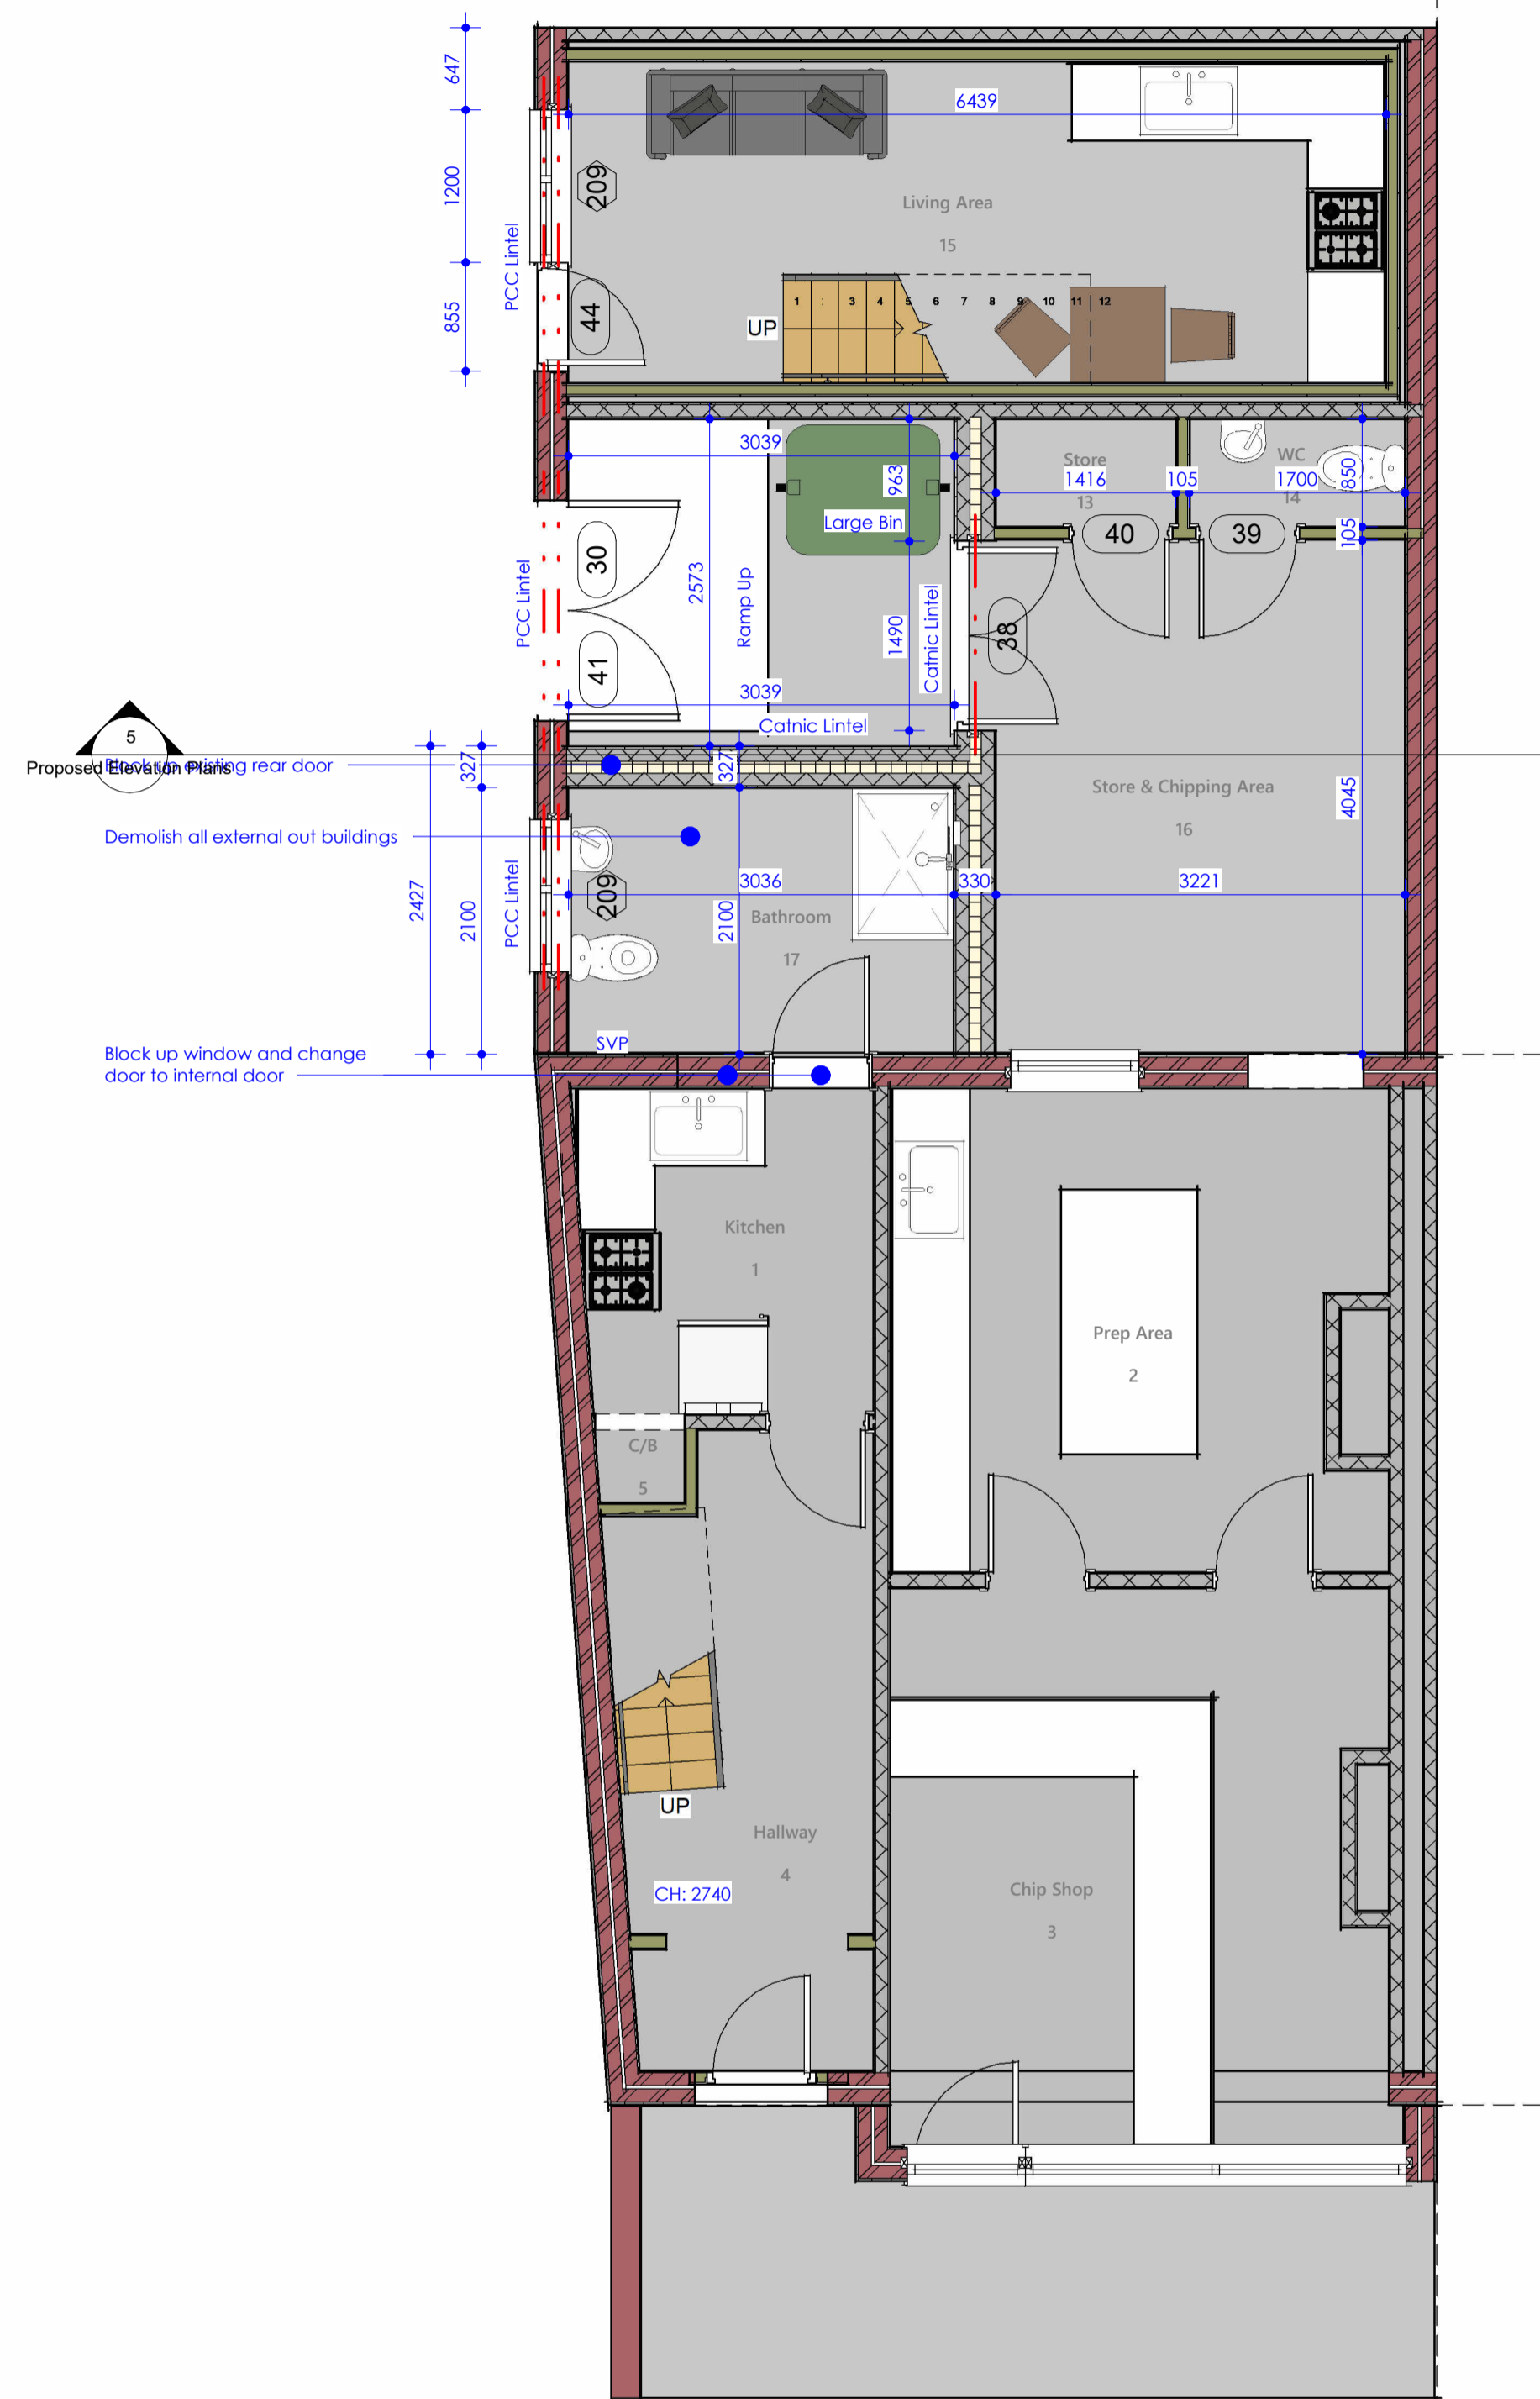 647
1200
855
PCC Lintel
209
44
6439
Living Area
15
UP
1
3
4
5
6
7
8
9
10
11
12
3039
963
Large Bin
Store
1416
13
105
WC
1700
14
850
105
40
39
30
41
PCC Lintel
2573
Ramp Up
1490
Catnic Lintel
38
3039
Catnic Lintel
5
Proposed Elevation Plans
Block up existing rear door
327
327
Store & Chipping Area
16
4045
Demolish all external out buildings
2427
2100
PCC Lintel
209
3036
330
3221
2100
Bathroom
17
SVP
Block up window and change
door to internal door
Kitchen
1
Prep Area
2
C/B
5
UP
Hallway
4
CH: 2740
Chip Shop
3